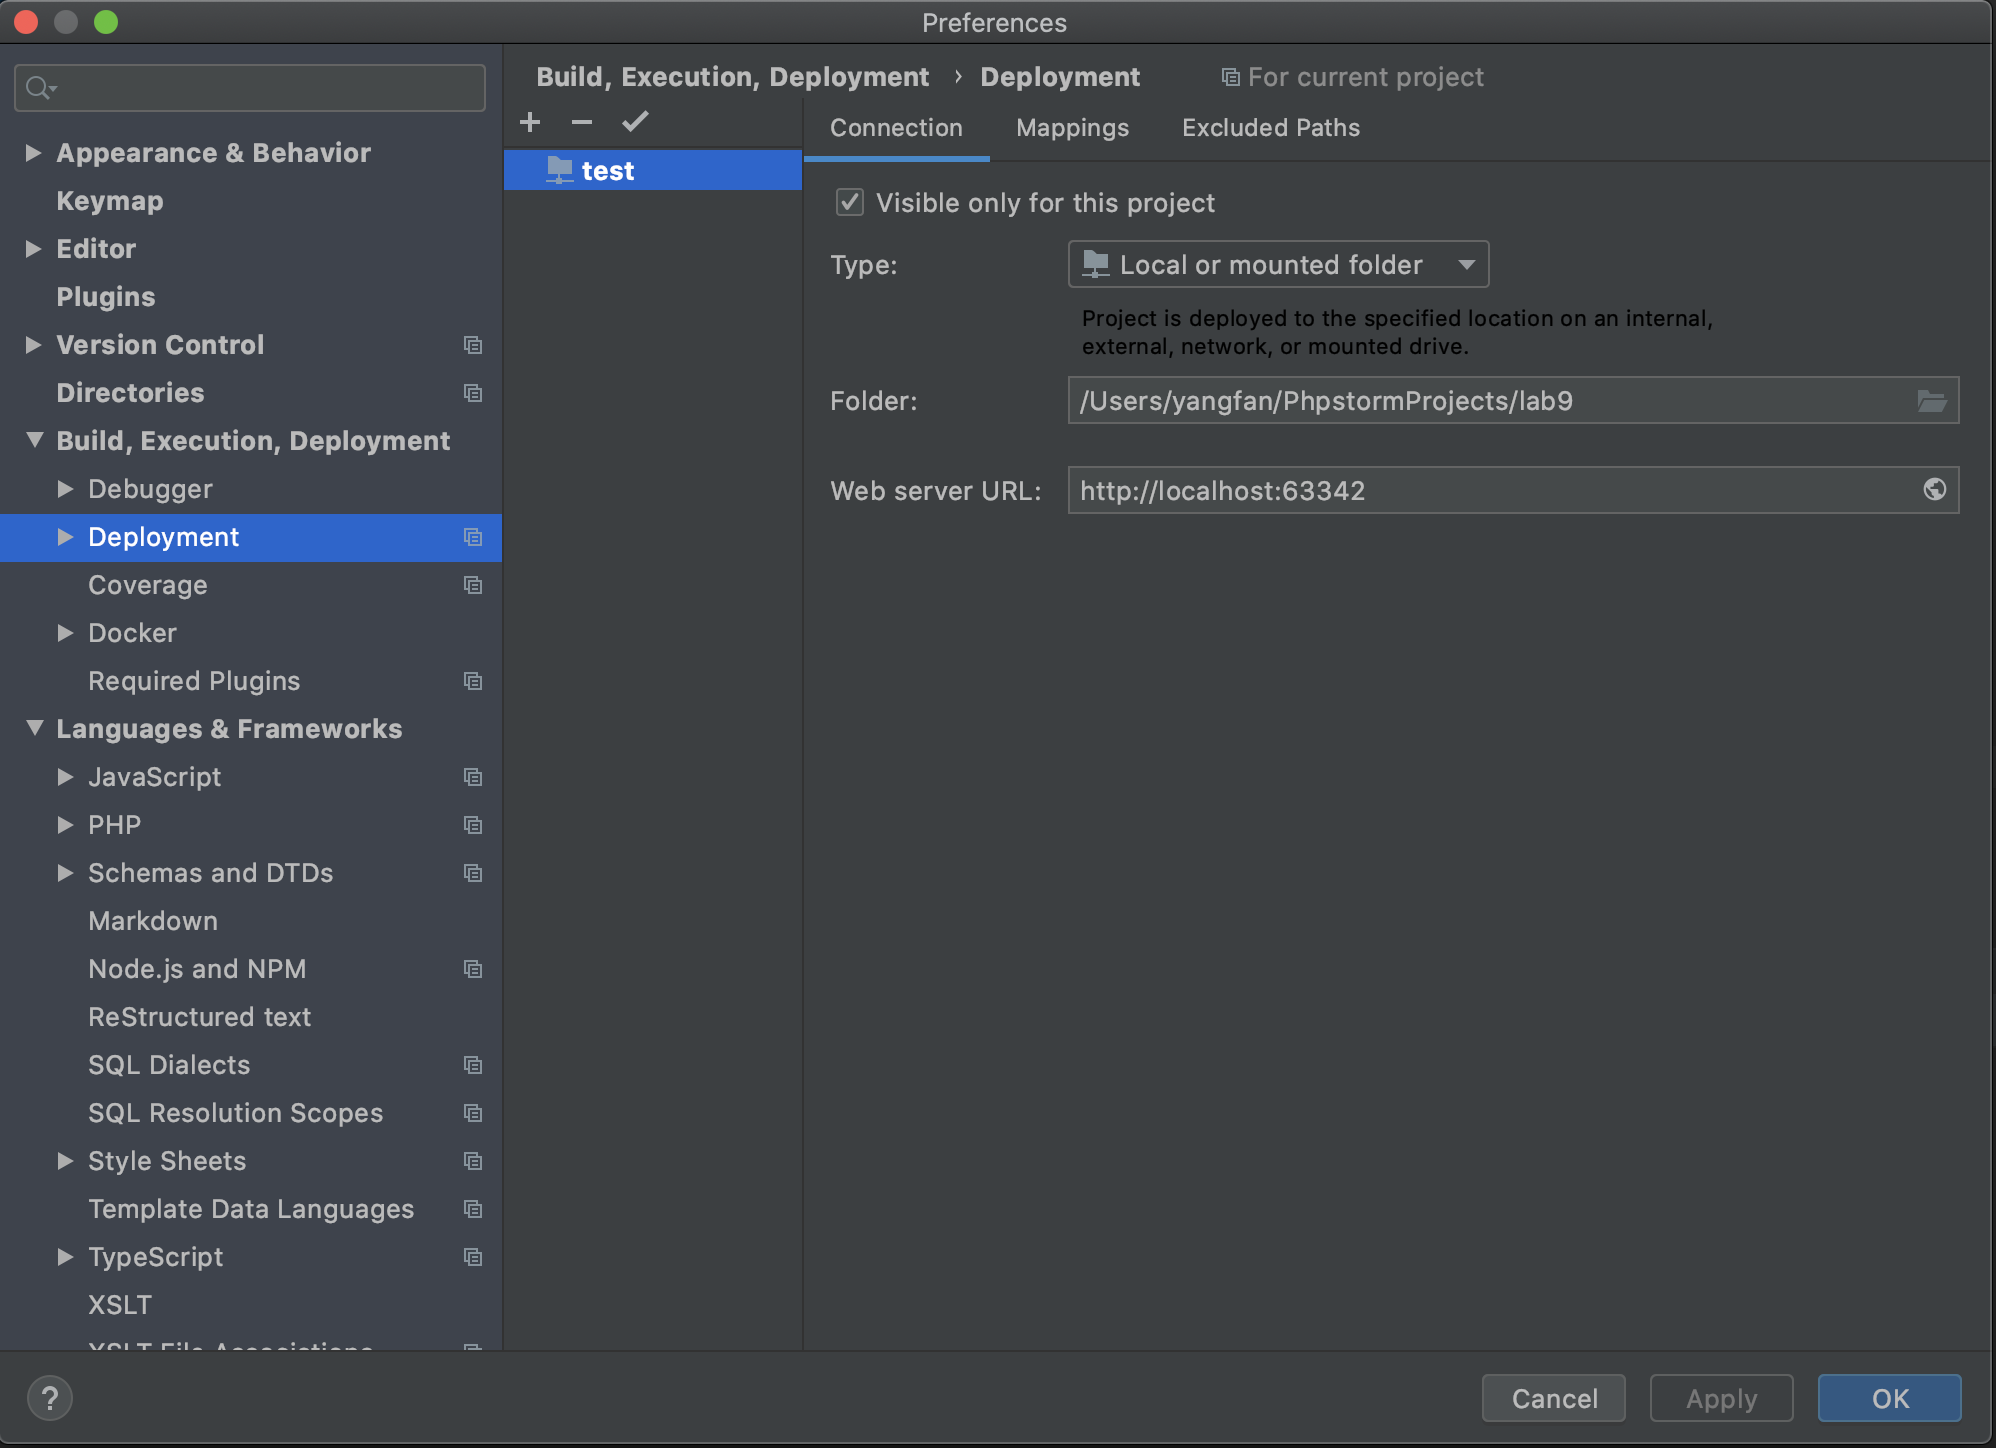 Preferences
Build, Execution, Deployment › Deployment For current project
Appearance & Behavior
Keymap
Editor
Plugins
Version Control
Directories
Build, Execution, Deployment
Debugger
Deployment
Coverage
Docker
Required Plugins
Languages & Frameworks
JavaScript
PHP
Schemas and DTDs
Markdown
Node.js and NPM
ReStructured text
SQL Dialects
SQL Resolution Scopes
Style Sheets
Template Data Languages
TypeScript
XSLT
XSLT File Associations
test
Connection Mappings Excluded Paths
Visible only for this project
Type: Local or mounted folder
Project is deployed to the specified location on an internal,
external, network, or mounted drive.
Folder: /Users/yangfan/PhpstormProjects/lab9
Web server URL: http://localhost:63342
? Cancel Apply OK